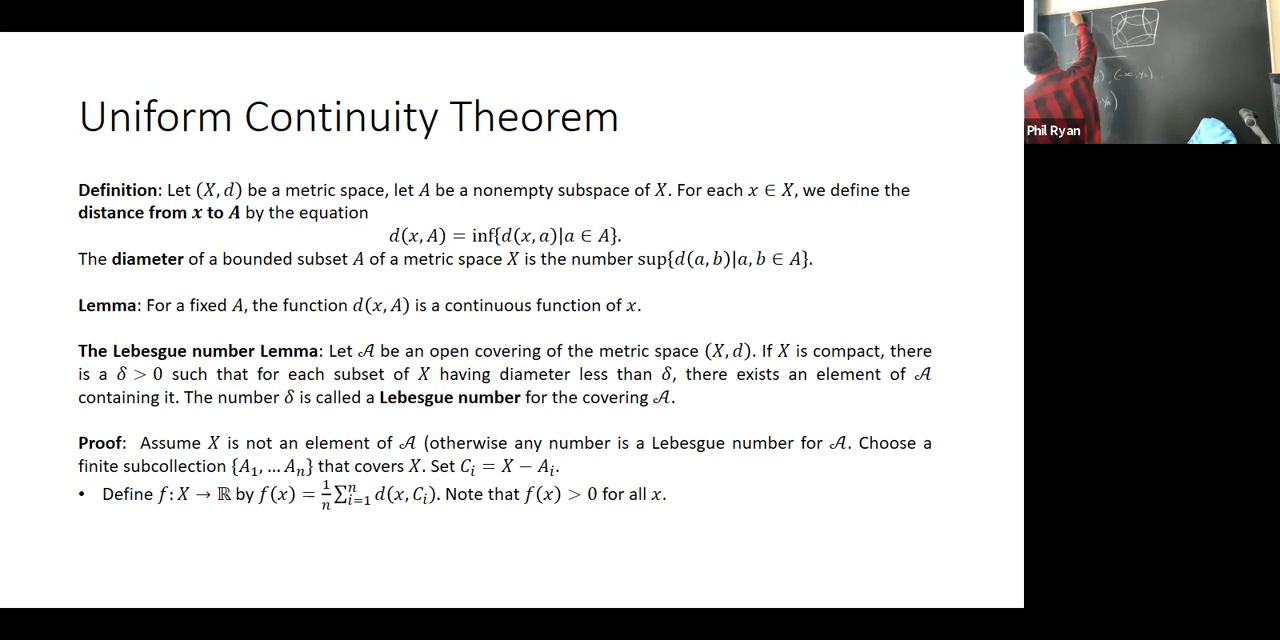 Uniform Continuity Theorem
Definition: Let (X, d) be a metric space, let A be a nonempty subspace of X. For each x ∈ X, we define the
distance from x to A by the equation
d(x, A) = inf{d(x, a)|a ∈ A}.
The diameter of a bounded subset A of a metric space X is the number sup{d(a, b)|a, b ∈ A}.
Lemma: For a fixed A, the function d(x, A) is a continuous function of x.
The Lebesgue number Lemma: Let 𝒜 be an open covering of the metric space (X, d). If X is compact, there
is a δ > 0 such that for each subset of X having diameter less than δ, there exists an element of 𝒜
containing it. The number δ is called a Lebesgue number for the covering 𝒜.
Proof: Assume X is not an element of 𝒜 (otherwise any number is a Lebesgue number for 𝒜. Choose a
finite subcollection {A₁, … Aₙ} that covers X. Set Cᵢ = X − Aᵢ.
• Define f: X → ℝ by f(x) = 1/n ∑ⁿᵢ₌₁ d(x, Cᵢ). Note that f(x) > 0 for all x.
Phil Ryan